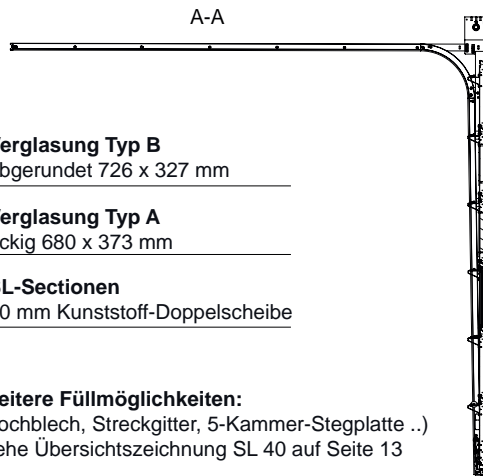 A-A
erglasung Typ B
bgerundet 726 x 327 mm
erglasung Typ A
ckig 680 x 373 mm
L-Sectionen
0 mm Kunststoff-Doppelscheibe
eitere Füllmöglichkeiten:
ochblech, Streckgitter, 5-Kammer-Stegplatte ..)
ehe Übersichtszeichnung SL 40 auf Seite 13